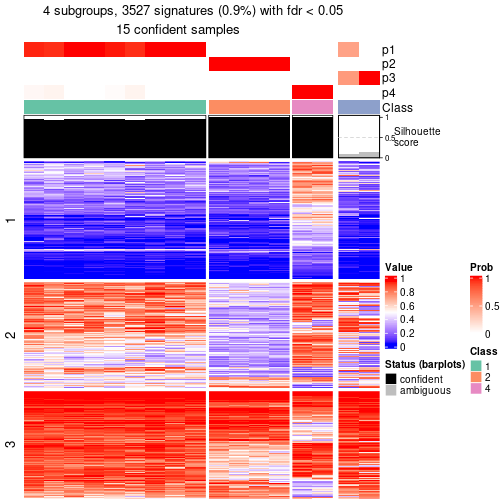 4 subgroups, 3527 signatures (0.9%) with fdr < 0.05
15 confident samples
p1
p2
p3
p4
Class
1
0.5
0
Silhouette
score
1
2
3
Value
1
0.8
0.6
0.4
0.2
0
Prob
1
0.5
0
Status (barplots)
confident
ambiguous
Class
1
2
4